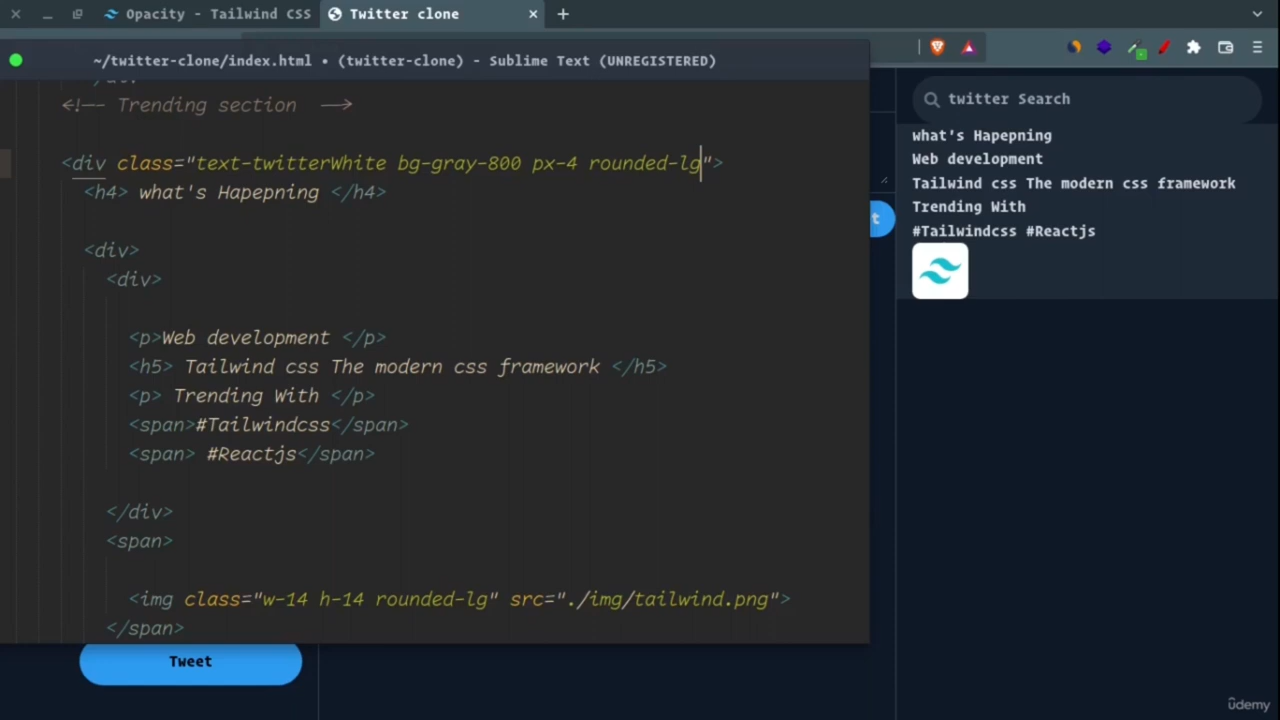 Opacity - Tailwind CSS
Twitter clone
~/twitter-clone/index.html • (twitter-clone) - Sublime Text (UNREGISTERED)
<!-- Trending section -->
<div class="text-twitterWhite bg-gray-800 px-4 rounded-lg">
<h4> what's Hapepning </h4>
<div>
<div>
<p>Web development </p>
<h5> Tailwind css The modern css framework </h5>
<p> Trending With </p>
<span>#Tailwindcss</span>
<span> #Reactjs</span>
</div>
<span>
<img class="w-14 h-14 rounded-lg" src="./img/tailwind.png">
</span>
Tweet
t
twitter Search
what's Hapepning
Web development
Tailwind css The modern css framework
Trending With
#Tailwindcss #Reactjs
ûdemy